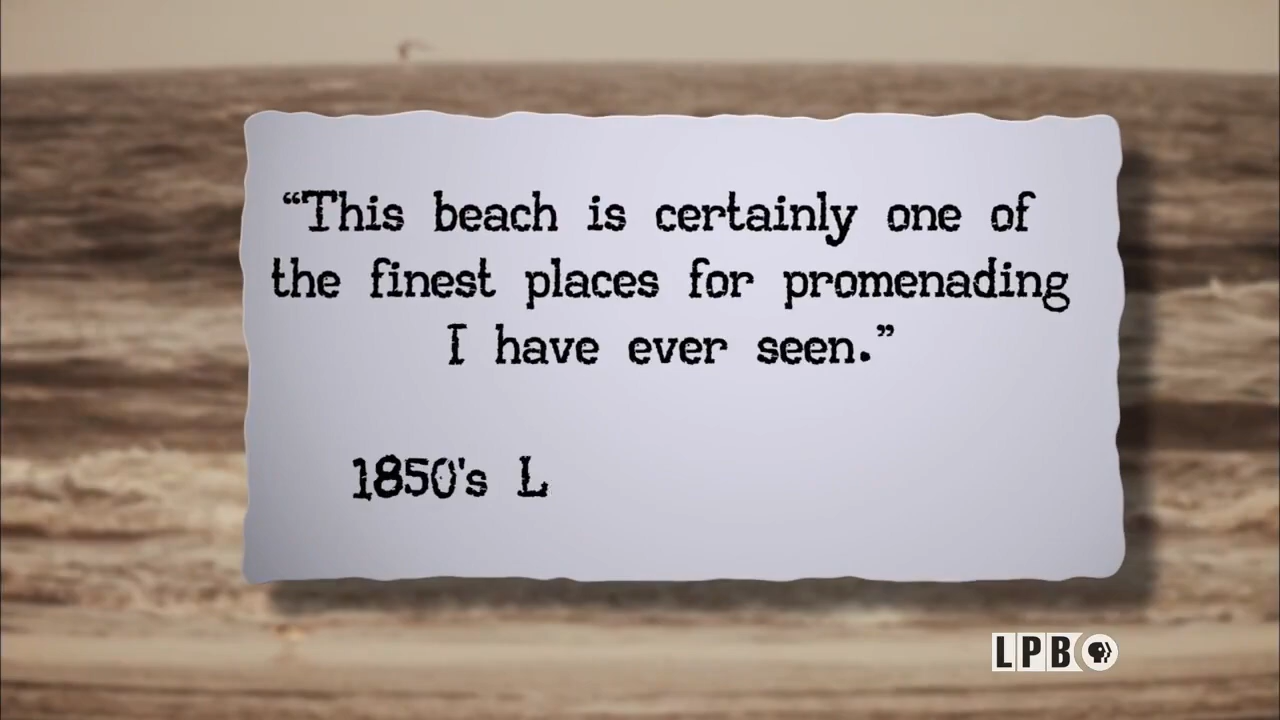 “This beach is certainly one of
the finest places for promenading
I have ever seen.”
1850's L
LPB